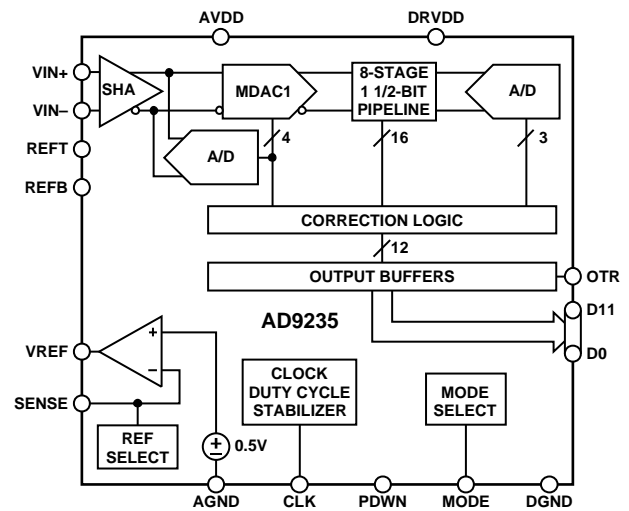 AVDD
DRVDD
VIN+
VIN–
REFT
REFB
SHA
MDAC1
8-STAGE
1 1/2-BIT
PIPELINE
A/D
A/D
4
16
3
CORRECTION LOGIC
12
OUTPUT BUFFERS
OTR
D11
D0
AD9235
VREF
+
–
SENSE
REF
SELECT
+
–
0.5V
CLOCK
DUTY CYCLE
STABILIZER
MODE
SELECT
AGND
CLK
PDWN
MODE
DGND